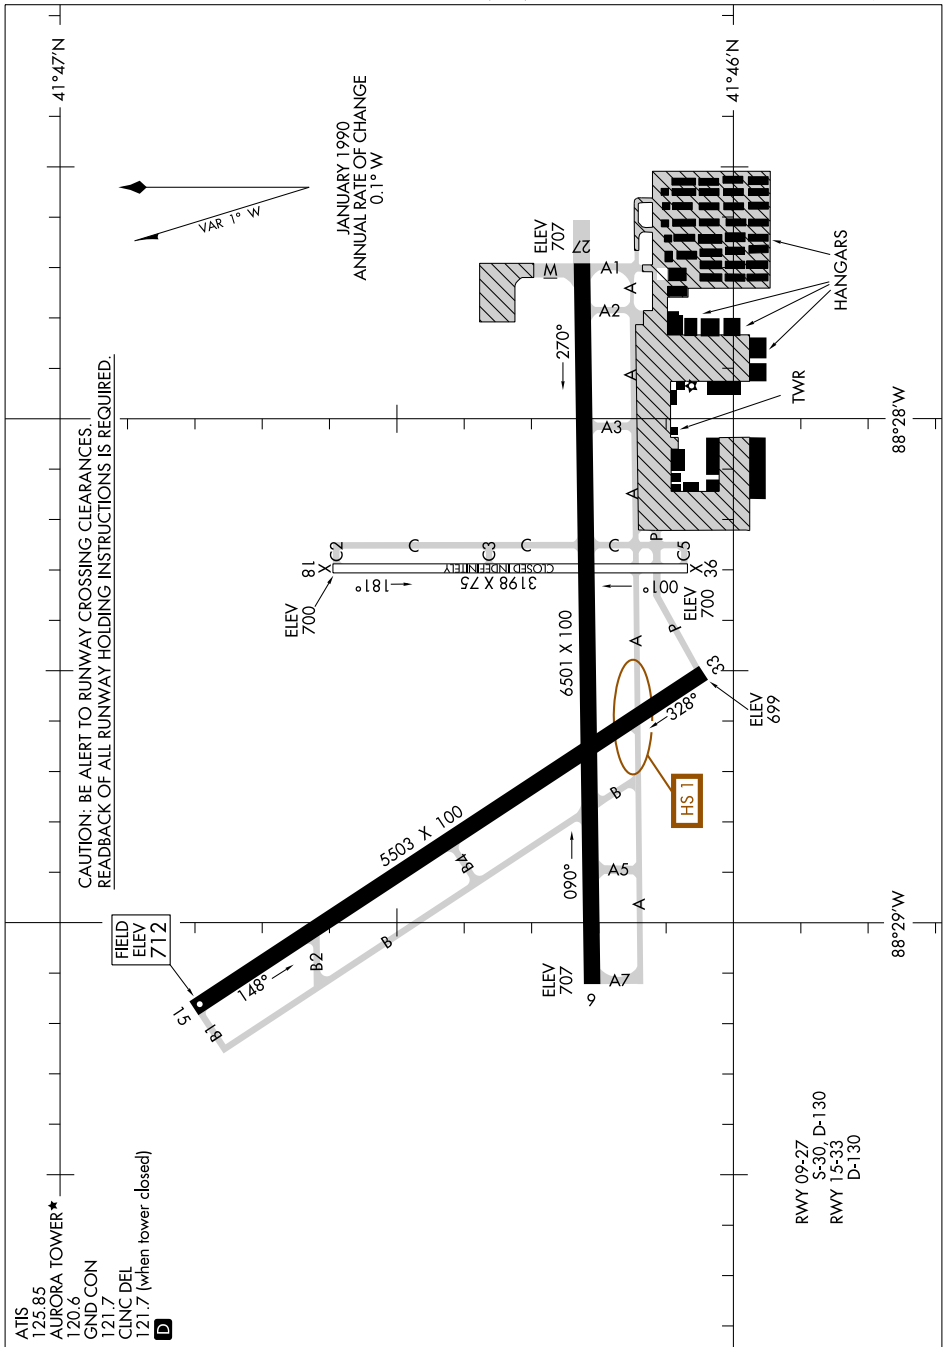 ATIS
125.85
AURORA TOWER★
120.6
GND CON
121.7
CLNC DEL
121.7 (when tower closed)
D
CAUTION: BE ALERT TO RUNWAY CROSSING CLEARANCES.
READBACK OF ALL RUNWAY HOLDING INSTRUCTIONS IS REQUIRED.
41°47'N
VAR 1° W
JANUARY 1990
ANNUAL RATE OF CHANGE
0.1° W
FIELD
ELEV
712
15
148°
B1
B2
B
B4
5503 X 100
B
328°
33
ELEV
699
HS 1
ELEV
700
18
X
C2
181°
C
C3
C
C
C5
3198 X 75
CLOSED INDEFINITELY
001°
X
36
ELEV
700
ELEV
707
9
090°
6501 X 100
270°
27
ELEV
707
W
A7
A
A5
A
P
P
A
A3
A
A2
A
A1
TWR
HANGARS
41°46'N
88°28'W
88°29'W
RWY 09-27
S-30, D-130
RWY 15-33
D-130